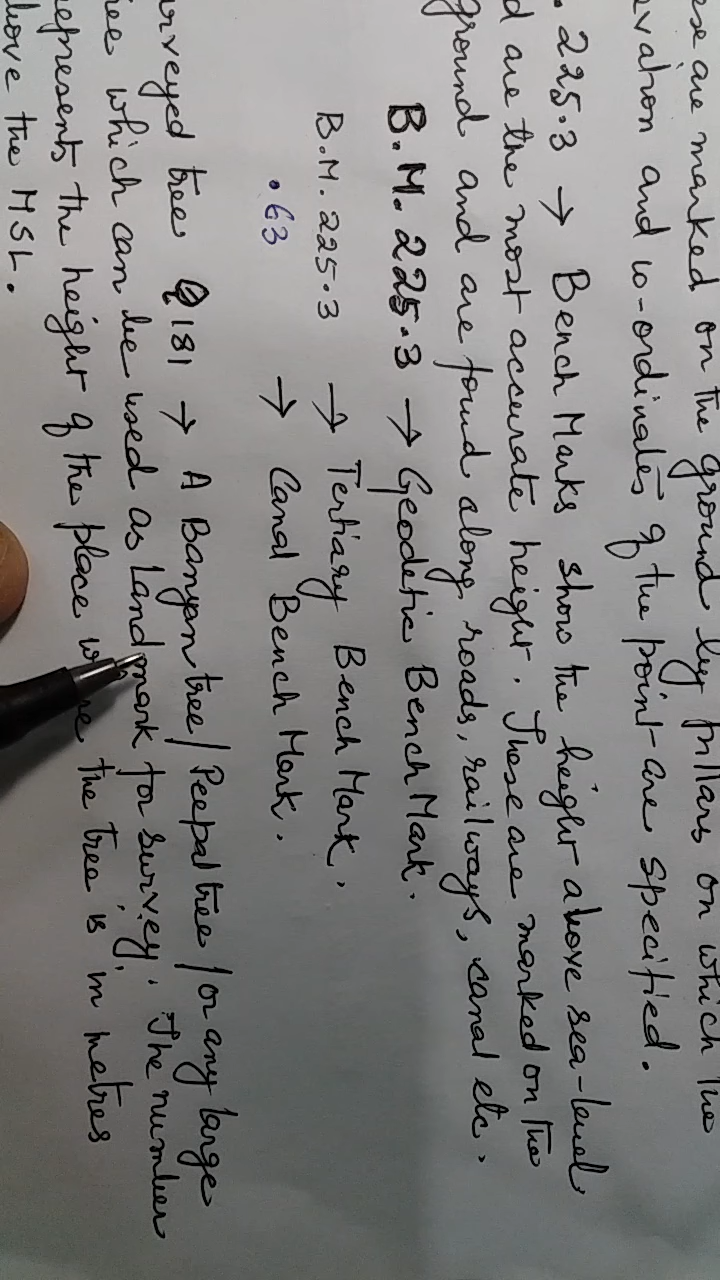 ese are marked on the ground by pillars on which the
evation and co-ordinates of the point are specified.
. 225.3 → Bench Marks show the height above sea-level
d are the most accurate height. These are marked on the
ground and are found along roads, railways, canal etc.
B.M. 225.3 → Geodetic Bench Mark.
B.M. 225.3 → Tertiary Bench Mark.
.63 → Canal Bench Mark.
urveyed tree 181 → A Banyan tree/ Peepal tree/ or any large
ree which can be used as Landmark for survey. The number
epresents the height of the place the tree is in metres
bove the MSL.